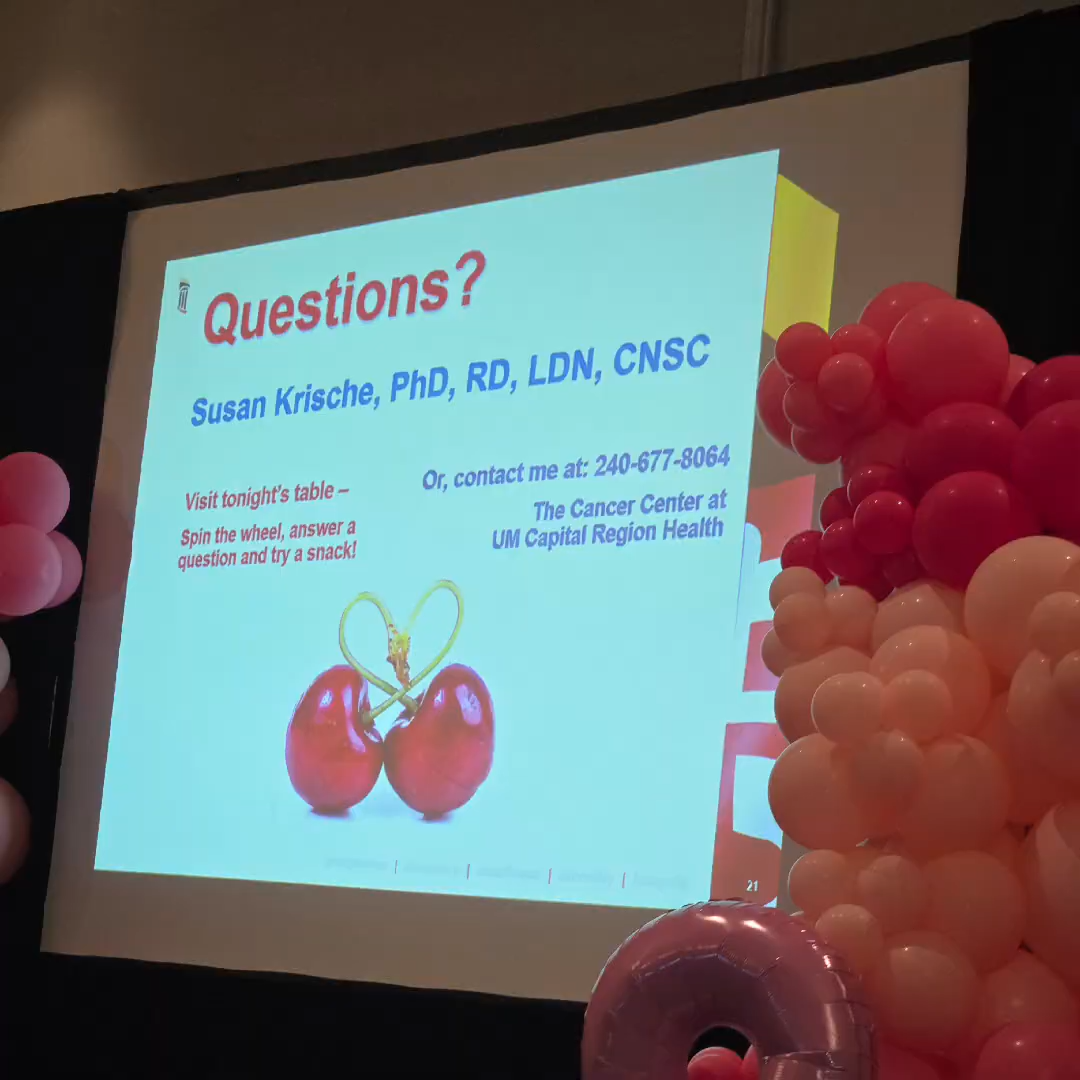 Questions?
Susan Krische, PhD, RD, LDN, CNSC
Visit tonight's table –
Spin the wheel, answer a
question and try a snack!
Or, contact me at: 240-677-8064
The Cancer Center at
UM Capital Region Health
21